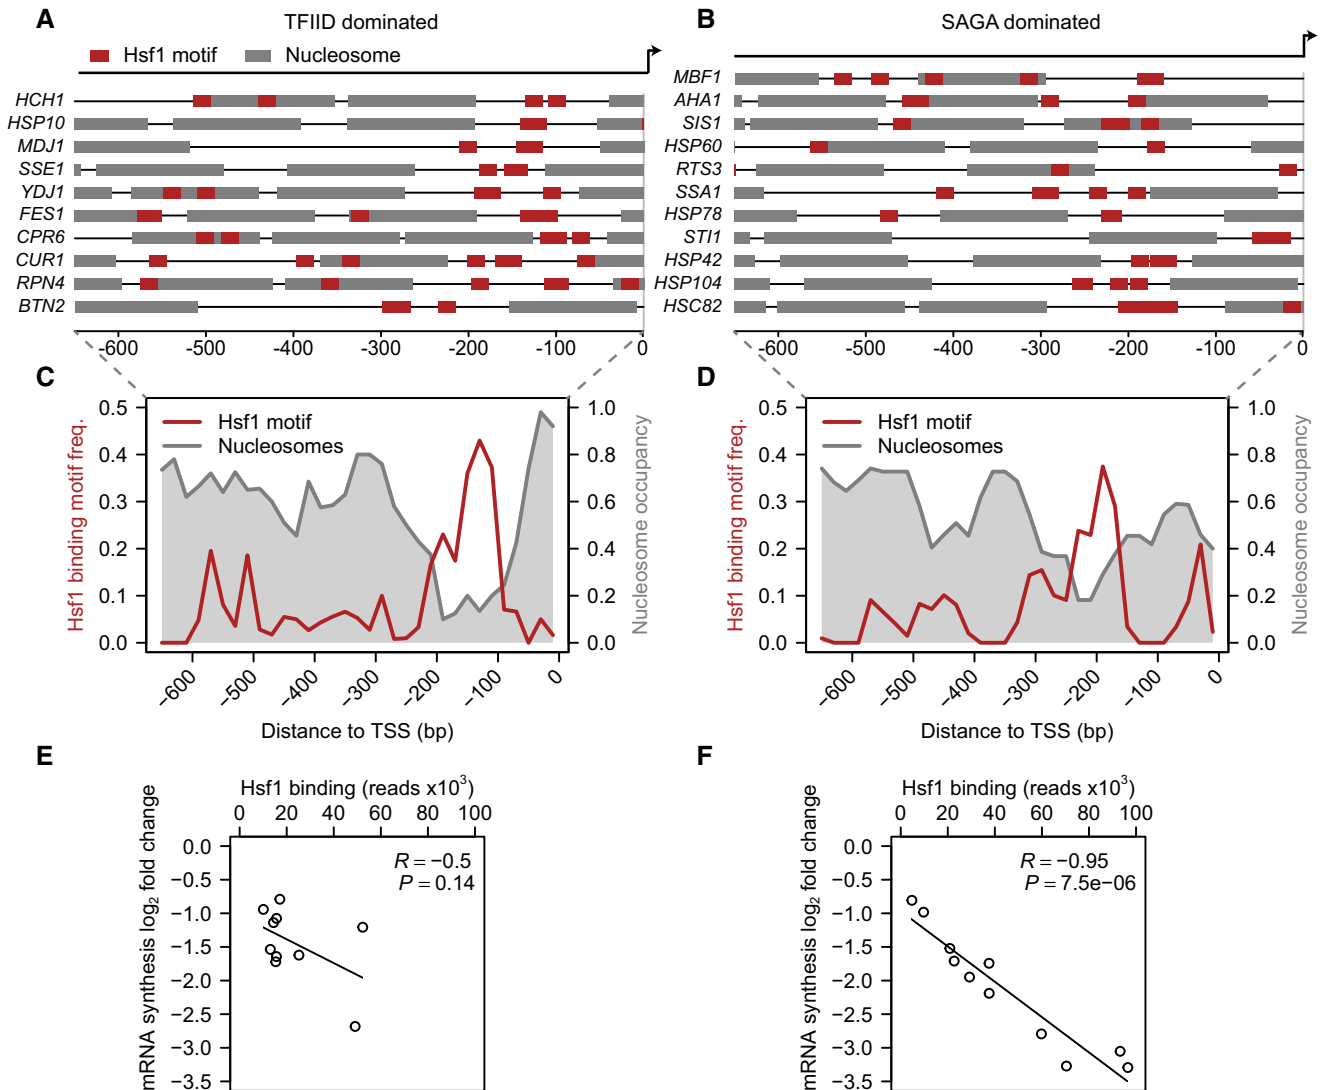 A
TFIID dominated
Hsf1 motif
Nucleosome
HCH1
HSP10
MDJ1
SSE1
YDJ1
FES1
CPR6
CUR1
RPN4
BTN2
-600 -500 -400 -300 -200 -100 0
B
SAGA dominated
MBF1
AHA1
SIS1
HSP60
RTS3
SSA1
HSP78
STI1
HSP42
HSP104
HSC82
-600 -500 -400 -300 -200 -100 0
C
Hsf1 binding motif freq.
0.5
0.4
0.3
0.2
0.1
0.0
Hsf1 motif
Nucleosomes
1.0
0.8
0.6
0.4
0.2
0.0
Nucleosome occupancy
−600 −500 −400 −300 −200 −100 0
Distance to TSS (bp)
D
Hsf1 binding motif freq.
0.5
0.4
0.3
0.2
0.1
0.0
Hsf1 motif
Nucleosomes
1.0
0.8
0.6
0.4
0.2
0.0
Nucleosome occupancy
−600 −500 −400 −300 −200 −100 0
Distance to TSS (bp)
E
Hsf1 binding (reads x10³)
0 20 40 60 80 100
mRNA synthesis log₂ fold change
0.0
−0.5
−1.0
−1.5
−2.0
−2.5
−3.0
−3.5
R = −0.5
P = 0.14
F
Hsf1 binding (reads x10³)
0 20 40 60 80 100
mRNA synthesis log₂ fold change
0.0
−0.5
−1.0
−1.5
−2.0
−2.5
−3.0
−3.5
R = −0.95
P = 7.5e−06